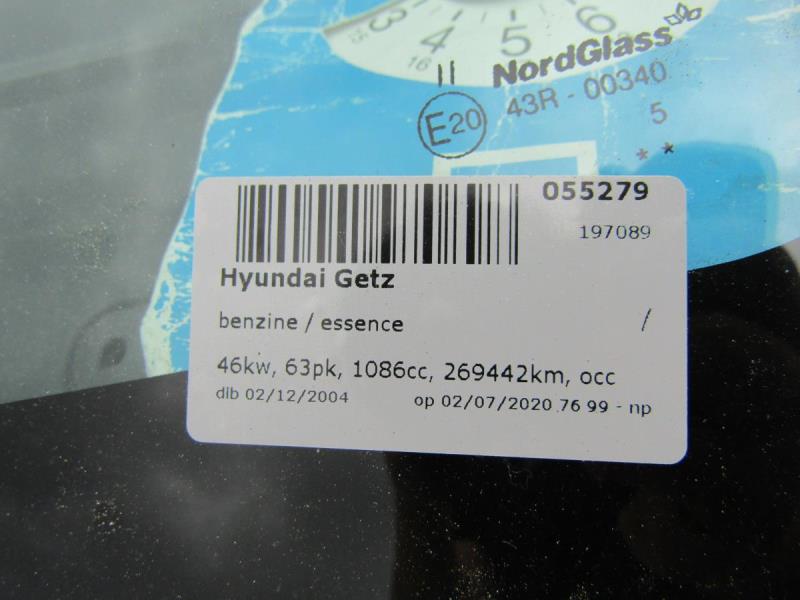 3 4 5 6
15 16
II
NordGlass
43R - 00340
E20
5
* *
055279
197089
Hyundai Getz
benzine / essence /
46kw, 63pk, 1086cc, 269442km, occ
dlb 02/12/2004 op 02/07/2020 76 99 - np